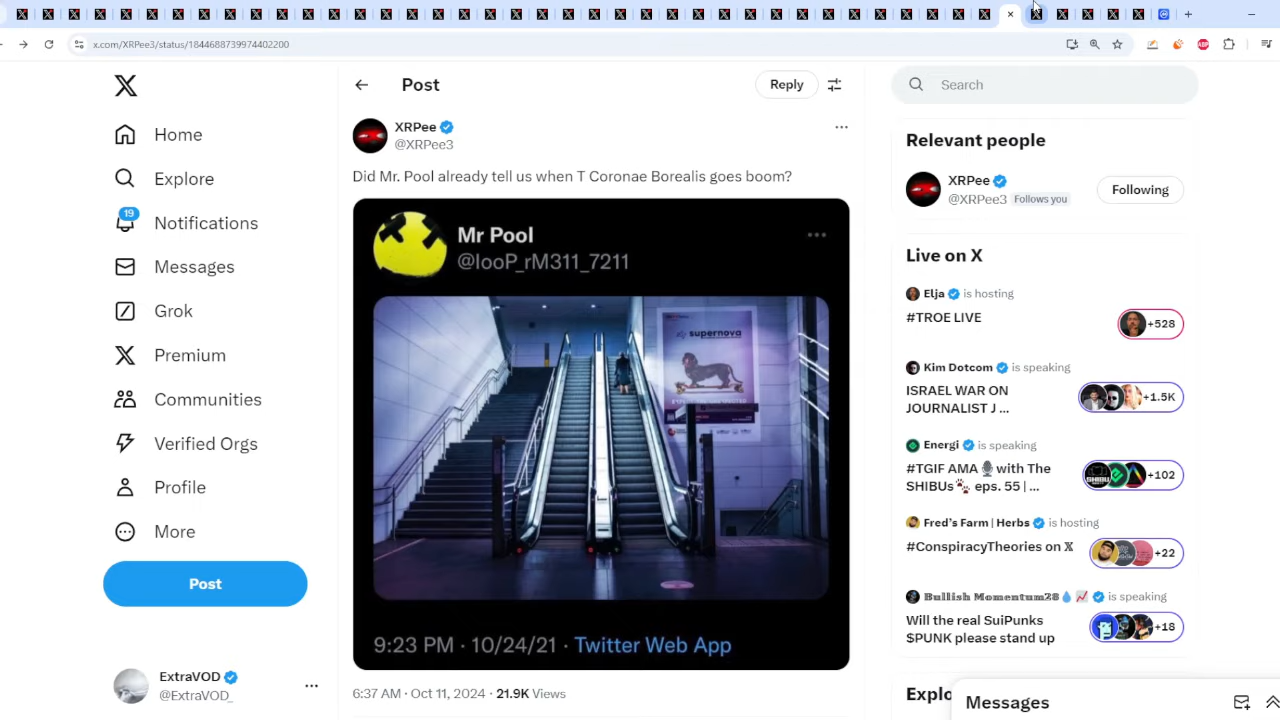 x.com/XRPee3/status/1844688739974402200
Home
Explore
19
Notifications
Messages
Grok
Premium
Communities
Verified Orgs
Profile
More
Post
ExtraVOD
@ExtraVOD_
Post
Reply
XRPee
@XRPee3
Did Mr. Pool already tell us when T Coronae Borealis goes boom?
Mr Pool
@looP_rM311_7211
supernova
9:23 PM · 10/24/21 · Twitter Web App
6:37 AM · Oct 11, 2024 · 21.9K Views
Search
Relevant people
XRPee
@XRPee3 Follows you
Following
Live on X
Elja is hosting
#TROE LIVE
+528
Kim Dotcom is speaking
ISRAEL WAR ON
JOURNALIST J ...
+1.5K
Energi is speaking
#TGIF AMA 🎙 with The
SHIBUs🐾 eps. 55 | ...
+102
Fred's Farm | Herbs is hosting
#ConspiracyTheories on 𝕏
+22
𝔹𝕦𝕝𝕝𝕚𝕤𝕙 𝕄𝕠𝕞𝕖𝕟𝕥𝕦𝕞𝟚𝟠💧 📈 is speaking
Will the real SuiPunks
$PUNK please stand up
+18
Explo
Messages